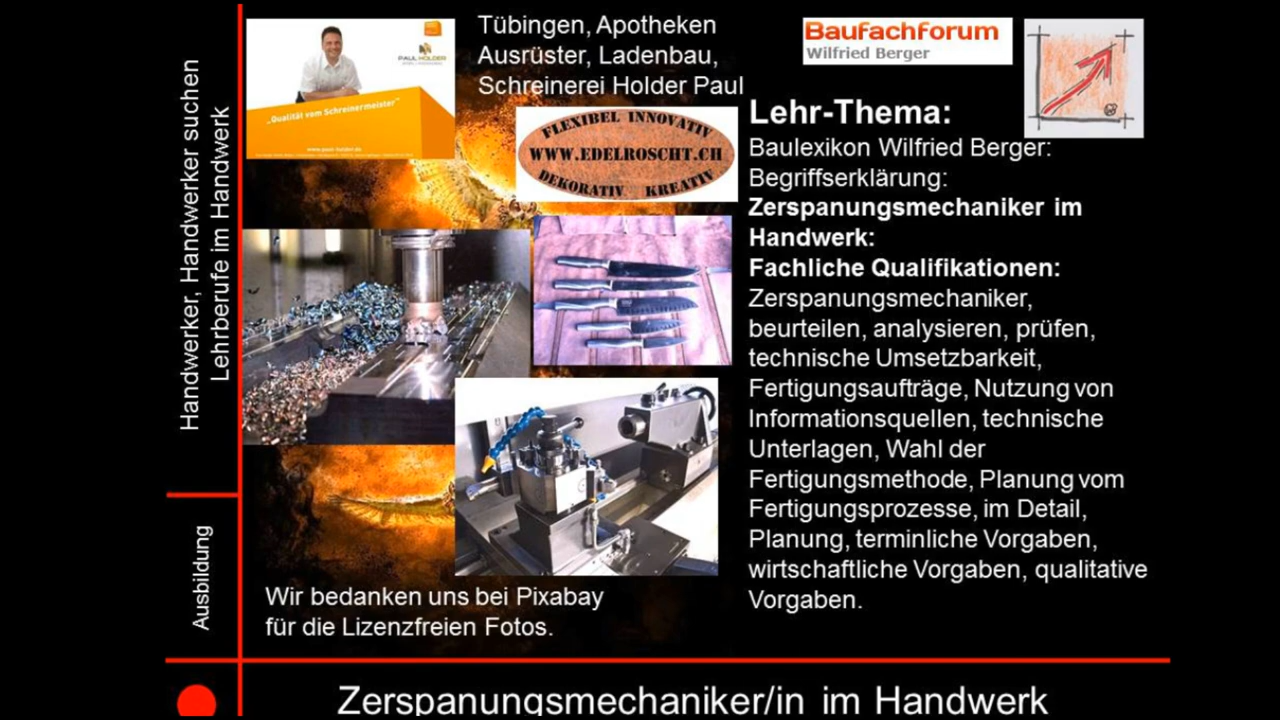 Handwerker, Handwerker suchen
Lehrberufe im Handwerk
Ausbildung
PAUL HOLDER
„Qualität vom Schreinermeister“
www.paul-holder.de
Tübingen, Apotheken
Ausrüster, Ladenbau,
Schreinerei Holder Paul
FLEXIBEL INNOVATIV
WWW.EDELROSCHT.CH
DEKORATIV KREATIV
BaufachForum
Wilfried Berger
Lehr-Thema:
Baulexikon Wilfried Berger:
Begriffserklärung:
Zerspanungsmechaniker im
Handwerk:
Fachliche Qualifikationen:
Zerspanungsmechaniker,
beurteilen, analysieren, prüfen,
technische Umsetzbarkeit,
Fertigungsaufträge, Nutzung von
Informationsquellen, technische
Unterlagen, Wahl der
Fertigungsmethode, Planung vom
Fertigungsprozesse, im Detail,
Planung, terminliche Vorgaben,
wirtschaftliche Vorgaben, qualitative
Vorgaben.
Wir bedanken uns bei Pixabay
für die Lizenzfreien Fotos.
Zerspanungsmechaniker/in im Handwerk